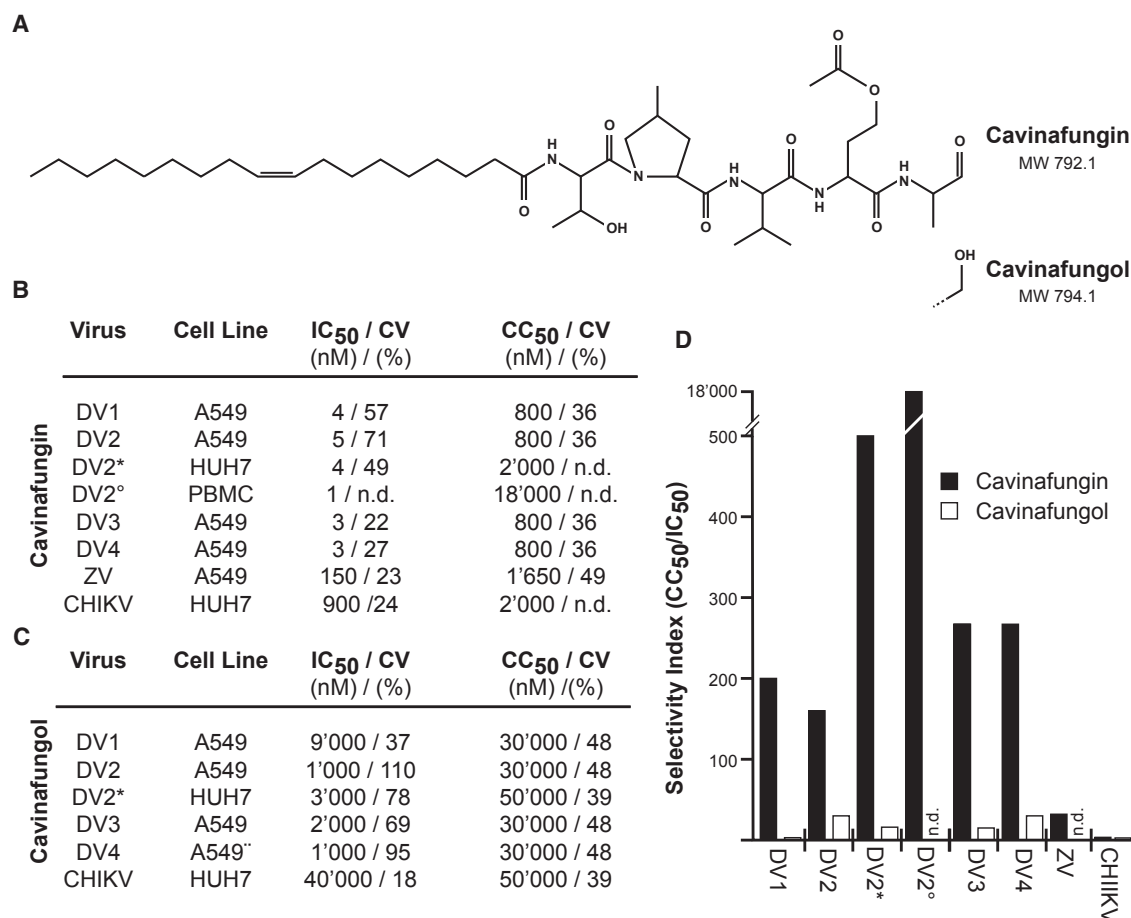 A
O
O
H
N
O
N
O
O
H
N
O
N
H
O
H
N
O
O
OH
Cavinafungin
MW 792.1
OH
Cavinafungol
MW 794.1
B
Virus Cell Line IC50 / CV CC50 / CV
(nM) / (%) (nM) / (%)
Cavinafungin
DV1 A549 4 / 57 800 / 36
DV2 A549 5 / 71 800 / 36
DV2* HUH7 4 / 49 2'000 / n.d.
DV2° PBMC 1 / n.d. 18'000 / n.d.
DV3 A549 3 / 22 800 / 36
DV4 A549 3 / 27 800 / 36
ZV A549 150 / 23 1'650 / 49
CHIKV HUH7 900 /24 2'000 / n.d.
C
Virus Cell Line IC50 / CV CC50 / CV
(nM) / (%) (nM) /(%)
Cavinafungol
DV1 A549 9'000 / 37 30'000 / 48
DV2 A549 1'000 / 110 30'000 / 48
DV2* HUH7 3'000 / 78 50'000 / 39
DV3 A549 2'000 / 69 30'000 / 48
DV4 A549¨ 1'000 / 95 30'000 / 48
CHIKV HUH7 40'000 / 18 50'000 / 39
D
Selectivity Index (CC50/IC50)
18'000
500
400
300
200
100
Cavinafungin
Cavinafungol
n.d.
n.d.
DV1
DV2
DV2*
DV2°
DV3
DV4
ZV
CHIIKV